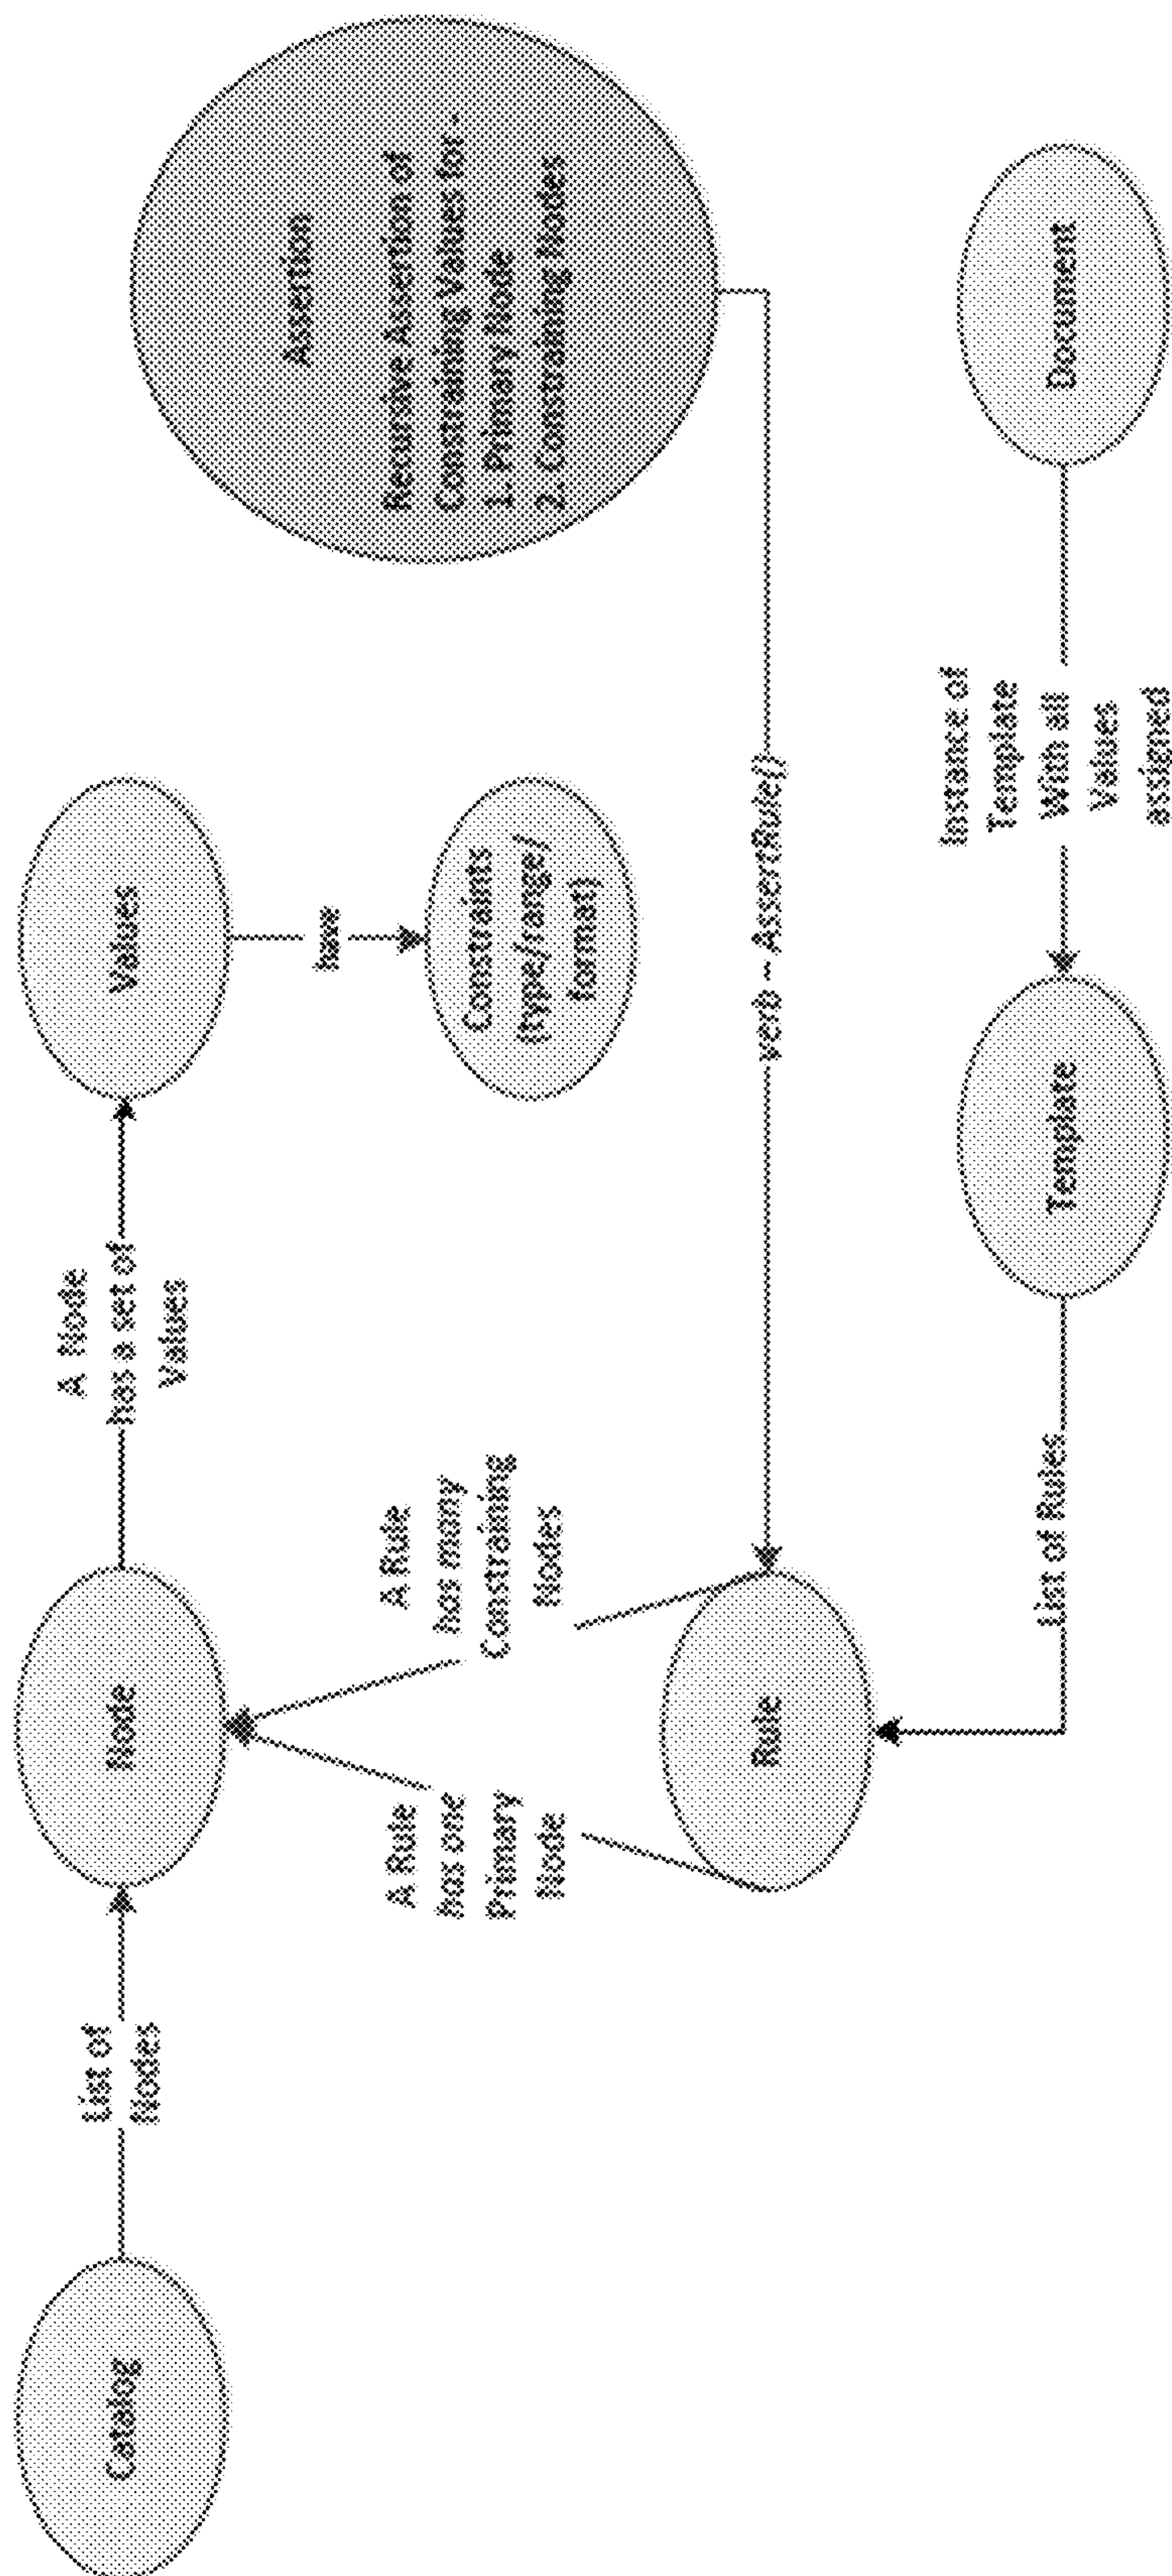 Catalog
List of
Nodes
Node
A Node
has a set of
Values
Values
have
Constraints
(type/range/
format)
Assertion
Recursive Assertion of
Constraining Values for -
1. Primary Node
2. Constraining Nodes
A Rule
has one
Primary
Node
A Rule
has many
Constraining
Nodes
Rule
verb - AssertRule()
List of Rules
Template
Instance of
Template
With all
Values
assigned
Document